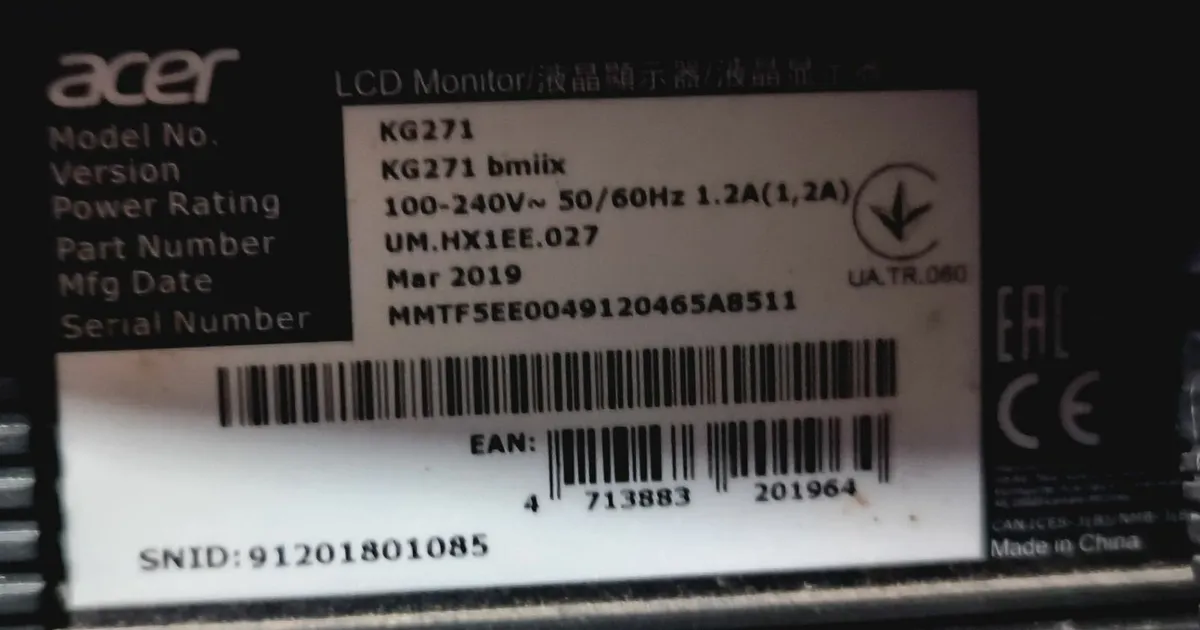 acer
LCD Monitor/液晶顯示器/液晶显示器
Model No. KG271
Version KG271 bmiix
Power Rating 100-240V~ 50/60Hz 1.2A(1,2A)
Part Number UM.HX1EE.027
Mfg Date Mar 2019
Serial Number MMTF5EE0049120465A8511
UA.TR.060
EAC
CE
EAN:
4 713883 201964
SNID:91201801085
Made in China